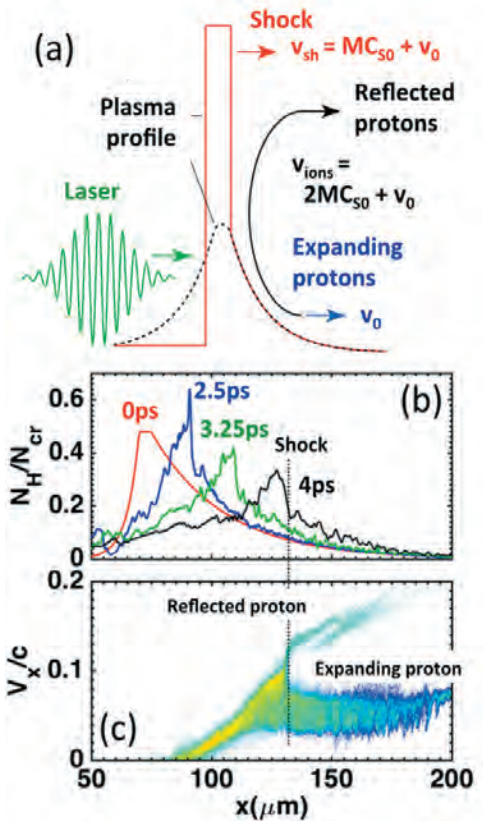 (a)
Shock
v_sh = MC_S0 + v_0
Reflected
protons
Plasma
profile
v_ions =
2MC_S0 + v_0
Laser
Expanding
protons
v_0
(b)
N_H/N_cr
0.6
0.4
0.2
0
0ps
2.5ps
3.25ps
Shock
4ps
(c)
V_x/c
0.2
0.1
0
Reflected proton
Expanding proton
50
100
150
200
x(μm)